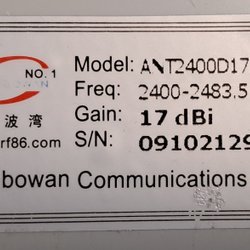 NO. 1
Model: ANT2400D17
Freq: 2400-2483.5
波湾
rf86.com
Gain: 17 dBi
S/N: 09102129
bowan Communications